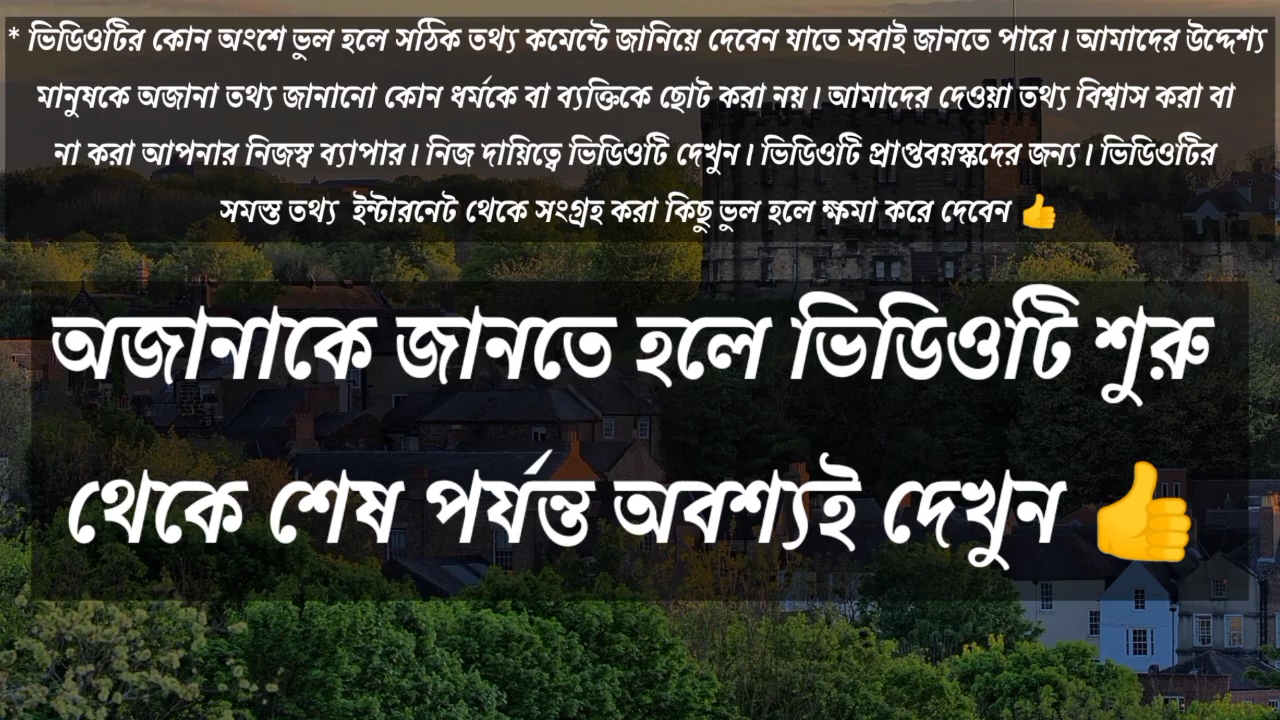 * ভিডিওটির কোন অংশে ভুল হলে সঠিক তথ্য কমেন্টে জানিয়ে দেবেন যাতে সবাই জানতে পারে। আমাদের উদ্দেশ্য
মানুষকে অজানা তথ্য জানানো কোন ধর্মকে বা ব্যক্তিকে ছোট করা নয়। আমাদের দেওয়া তথ্য বিশ্বাস করা বা
না করা আপনার নিজস্ব ব্যাপার। নিজ দায়িত্বে ভিডিওটি দেখুন। ভিডিওটি প্রাপ্তবয়স্কদের জন্য। ভিডিওটির
সমস্ত তথ্য ইন্টারনেট থেকে সংগ্রহ করা কিছু ভুল হলে ক্ষমা করে দেবেন 👍
অজানাকে জানতে হলে ভিডিওটি শুরু
থেকে শেষ পর্যন্ত অবশ্যই দেখুন 👍